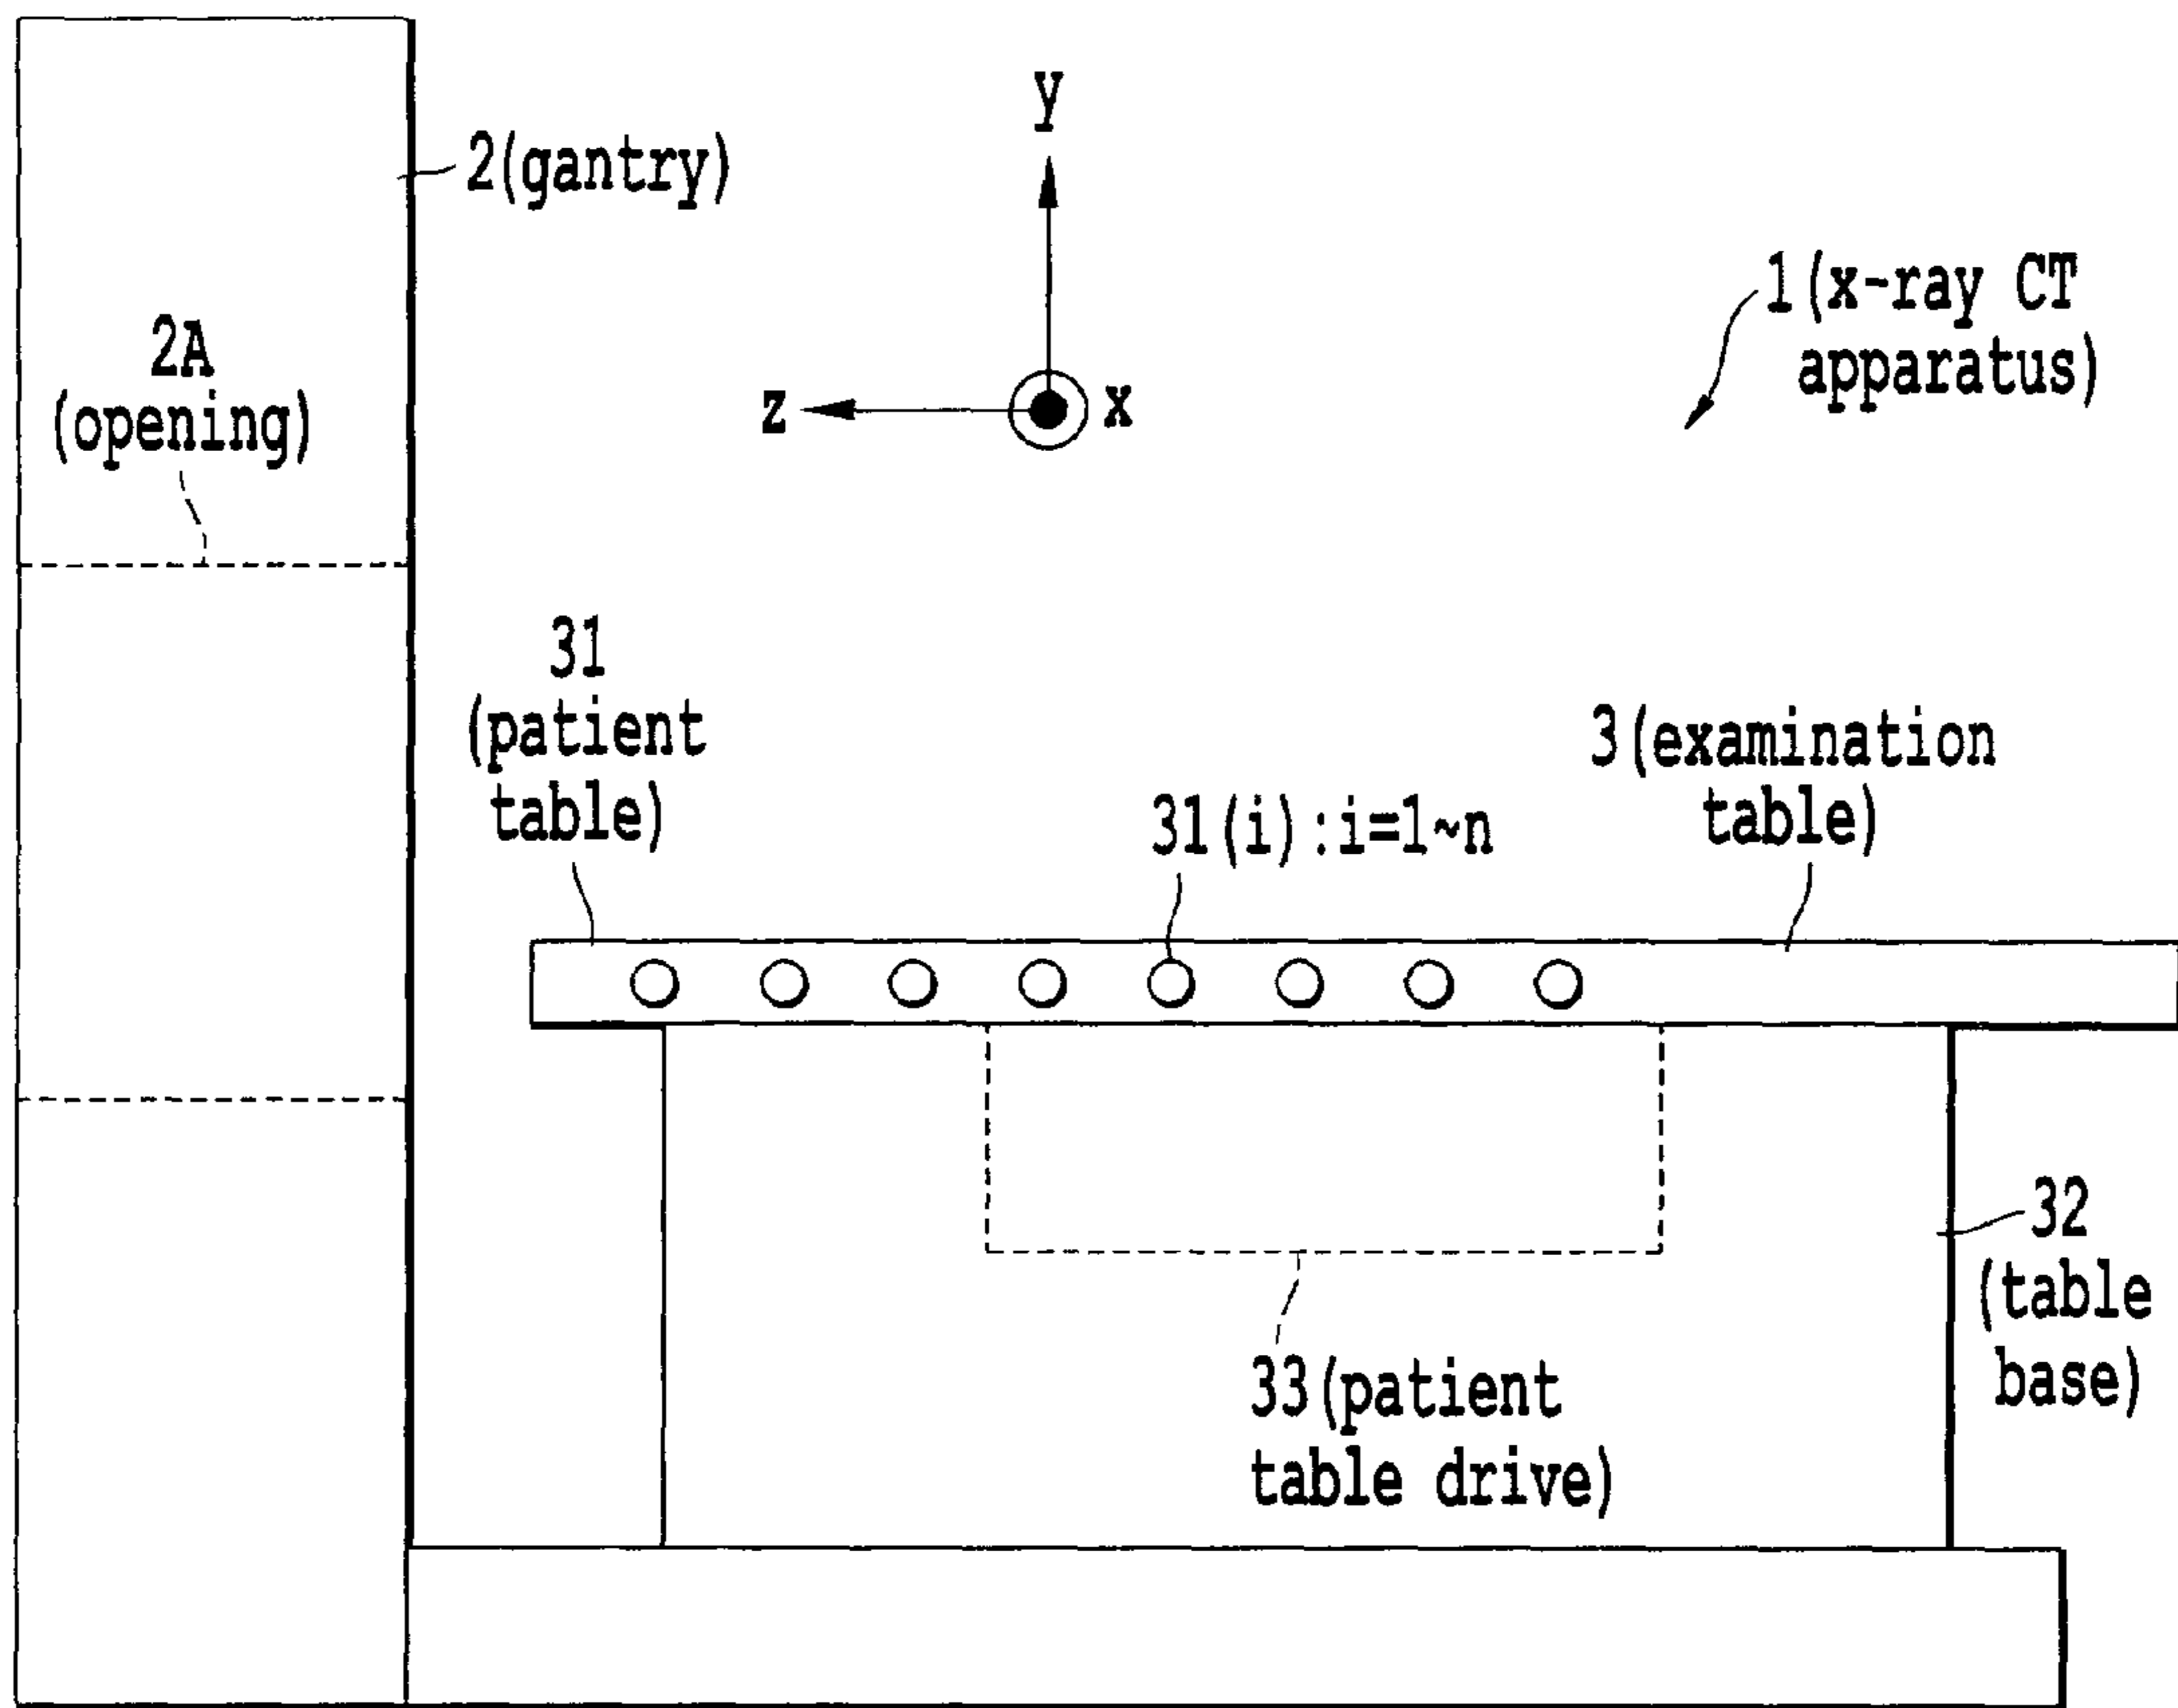 y
2(gantry)
1(x-ray CT
apparatus)
2A
(opening)
z
x
31
(patient
table)
3(examination
table)
31(i):i=1~n
32
(table
base)
33(patient
table drive)